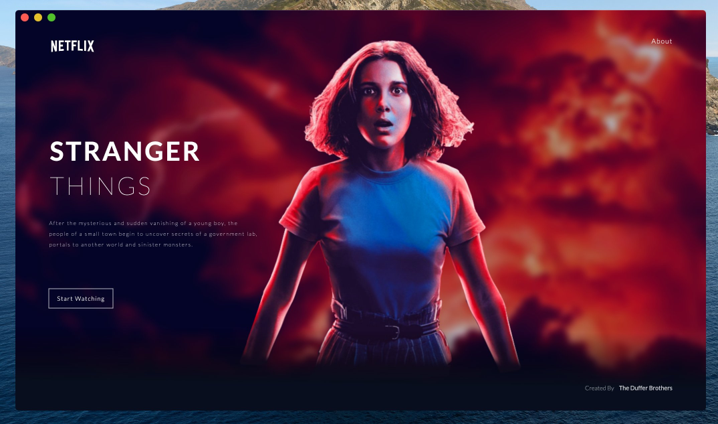 NETFLIX
About
STRANGER
THINGS
After the mysterious and sudden vanishing of a young boy, the
people of a small town begin to uncover secrets of a government lab,
portals to another world and sinister monsters.
Start Watching
Created By The Duffer Brothers